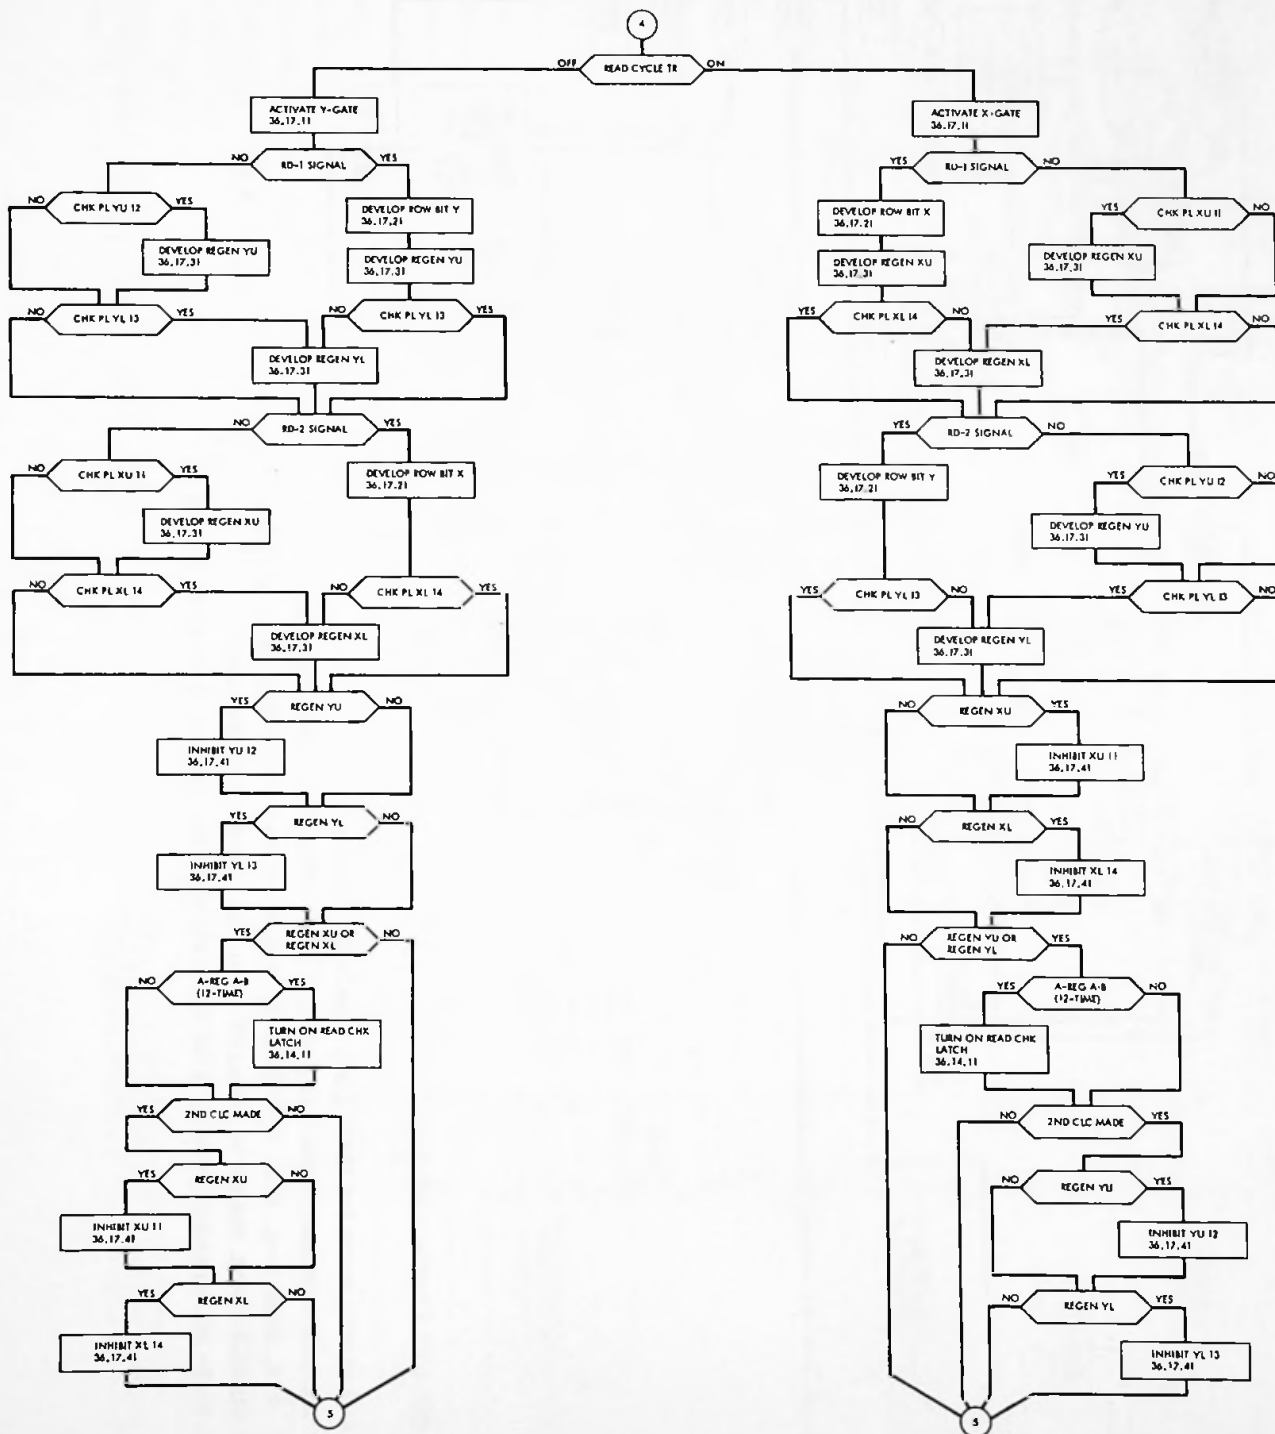 4
OFF
READ CYCLE TR
ON
ACTIVATE Y-GATE
36.17.11
NO
RD-1 SIGNAL
YES
NO
CHK PL YU 12
YES
DEVELOP ROW BIT Y
36.17.21
DEVELOP REGEN YU
36.17.31
DEVELOP REGEN YU
36.17.31
NO
CHK PL YL 13
YES
NO
CHK PL YL 13
YES
DEVELOP REGEN YL
36.17.31
NO
RD-2 SIGNAL
YES
NO
CHK PL XU 11
YES
DEVELOP ROW BIT X
36.17.21
DEVELOP REGEN XU
36.17.31
NO
CHK PL XL 14
YES
NO
CHK PL XL 14
YES
DEVELOP REGEN XL
36.17.31
YES
REGEN YU
NO
INHIBIT YU 12
36.17.41
YES
REGEN YL
NO
INHIBIT YL 13
36.17.41
YES
REGEN XU OR
REGEN XL
NO
NO
A-REG A-B
(12-TIME)
YES
TURN ON READ CHK
LATCH
36.14.11
YES
2ND CLC MADE
NO
YES
REGEN XU
NO
INHIBIT XU 11
36.17.41
YES
REGEN XL
NO
INHIBIT XL 14
36.17.41
5
ACTIVATE X-GATE
36.17.11
YES
RD-1 SIGNAL
NO
DEVELOP ROW BIT X
36.17.21
YES
CHK PL XU 11
NO
DEVELOP REGEN XU
36.17.31
DEVELOP REGEN XU
36.17.31
YES
CHK PL XL 14
NO
YES
CHK PL XL 14
NO
DEVELOP REGEN XL
36.17.31
YES
RD-2 SIGNAL
NO
DEVELOP ROW BIT Y
36.17.21
YES
CHK PL YU 12
NO
DEVELOP REGEN YU
36.17.31
YES
CHK PL YL 13
NO
YES
CHK PL YL 13
NO
DEVELOP REGEN YL
36.17.31
NO
REGEN XU
YES
INHIBIT XU 11
36.17.41
NO
REGEN XL
YES
INHIBIT XL 14
36.17.41
NO
REGEN YU OR
REGEN YL
YES
YES
A-REG A-B
(12-TIME)
NO
TURN ON READ CHK
LATCH
36.14.11
NO
2ND CLC MADE
YES
NO
REGEN YU
YES
INHIBIT YU 12
36.17.41
NO
REGEN YL
YES
INHIBIT YL 13
36.17.41
5